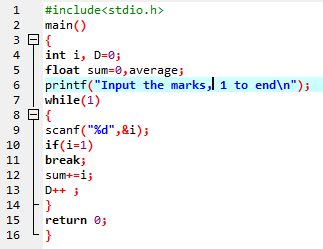 1 #include<stdio.h>
2 main()
3 {
4 int i, D=0;
5 float sum=0,average;
6 printf("Input the marks, 1 to end\n");
7 while(1)
8 {
9 scanf("%d",&i);
10 if(i=1)
11 break;
12 sum+=i;
13 D++ ;
14 }
15 return 0;
16 }